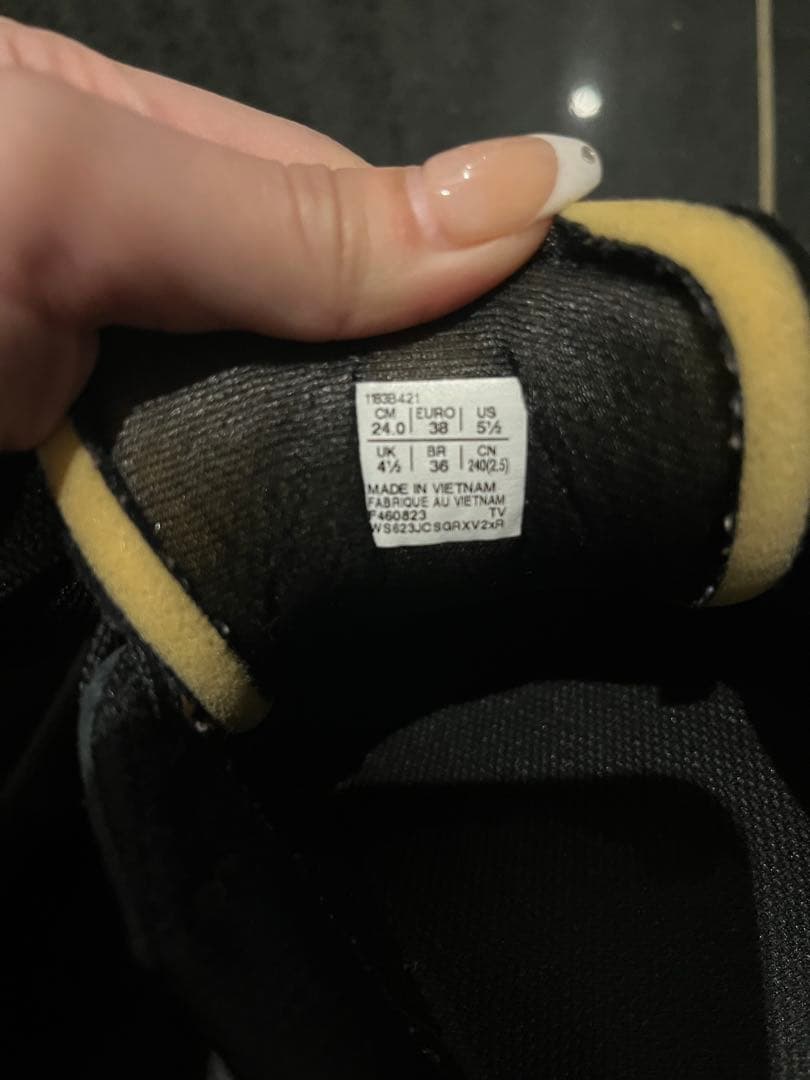 1183B421
CM EURO US
24.0 38 5½
UK BR CN
4½ 36 240(2.5)
MADE IN VIETNAM
FABRIQUE AU VIETNAM
F460823 TV
WS623JCSGRXV2xR